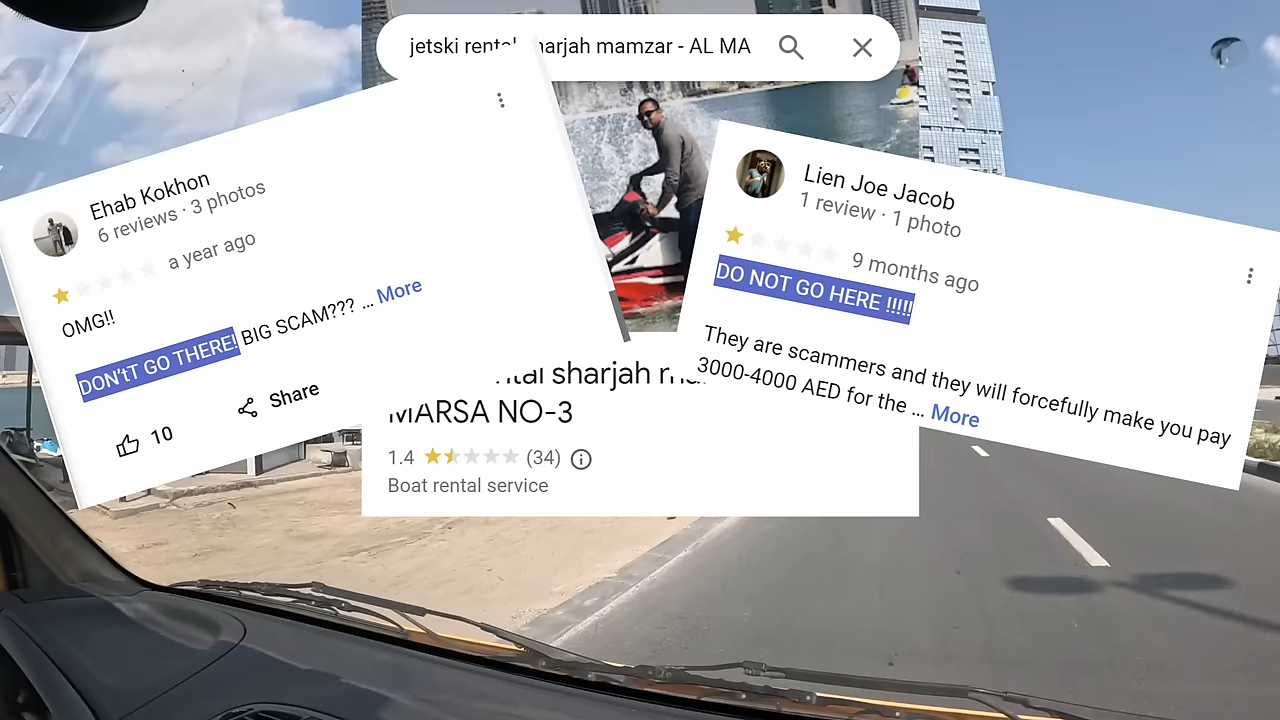 jetski rental sharjah mamzar - AL MA
Ehab Kokhon
6 reviews · 3 photos
a year ago
OMG!!
DON'tT GO THERE! BIG SCAM??? ... More
10
Share
Lien Joe Jacob
1 review · 1 photo
9 months ago
DO NOT GO HERE !!!!!
They are scammers and they will forcefully make you pay
3000-4000 AED for the ... More
sharjah
MARSA NO-3
1.4 (34)
Boat rental service